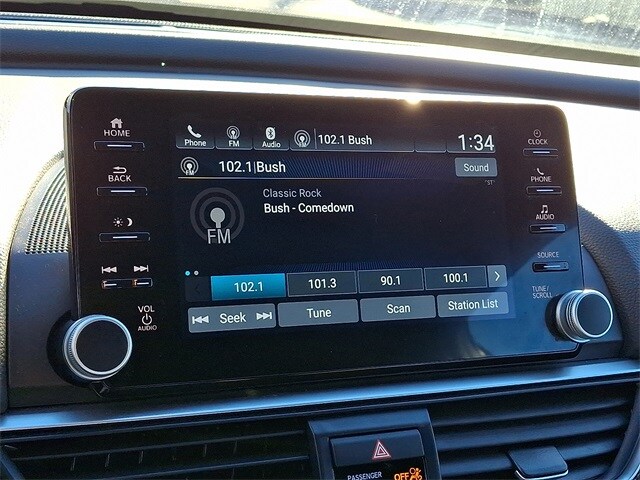 HOME
BACK
VOL
AUDIO
Phone FM Audio 102.1 Bush 1:34
102.1|Bush Sound
"ST"
Classic Rock
Bush - Comedown
FM
102.1 101.3 90.1 100.1
Seek Tune Scan Station List
CLOCK
PHONE
AUDIO
SOURCE
TUNE/
SCROLL
PASSENGER
OFF